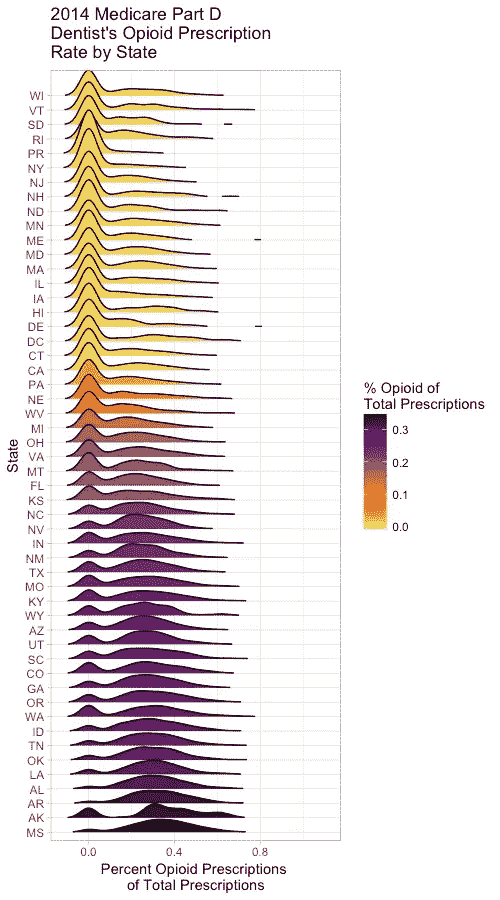 2014 Medicare Part D
Dentist's Opioid Prescription
Rate by State
WI
VT
SD
RI
PR
NY
NJ
NH
ND
MN
ME
MD
MA
IL
IA
HI
DE
DC
CT
CA
PA
NE
WV
MI
OH
VA
MT
FL
KS
NC
NV
IN
NM
TX
MO
KY
WY
AZ
UT
SC
CO
GA
OR
WA
ID
TN
OK
LA
AL
AR
AK
MS
State
0.0 0.4 0.8
Percent Opioid Prescriptions
of Total Prescriptions
% Opioid of
Total Prescriptions
0.3
0.2
0.1
0.0